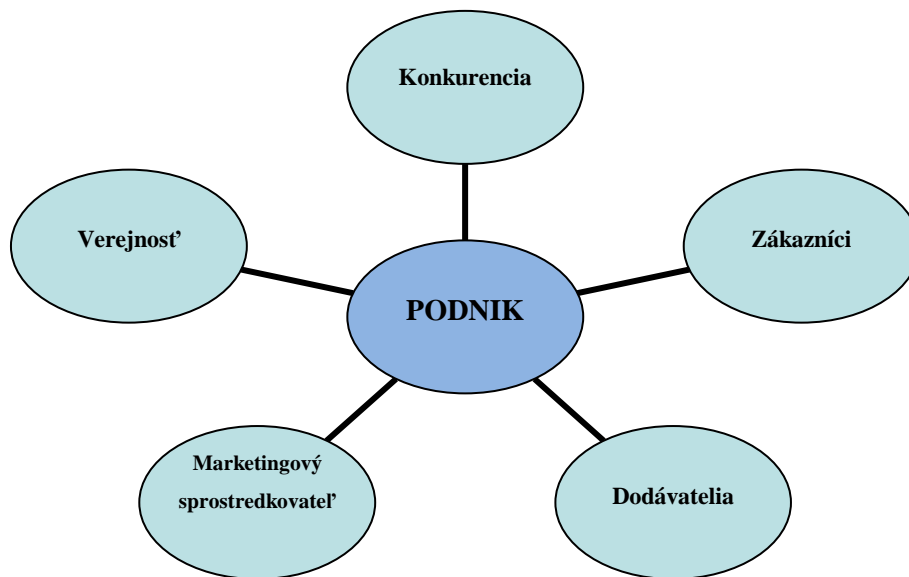 Konkurencia
Verejnosť
Zákazníci
PODNIK
Marketingový
sprostredkovateľ
Dodávatelia